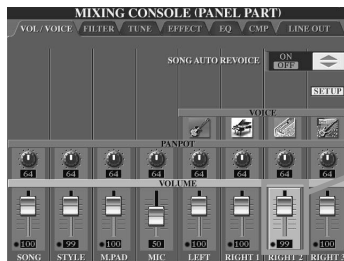 MIXING CONSOLE (PANEL PART)
VOL / VOICE FILTER TUNE EFFECT EQ CMP LINE OUT
SONG AUTO REVOICE ON
OFF
SETUP
VOICE
PANPOT
64 64 64 64 64 64 64 64
VOLUME
100 99 100 50 100 100 99 100
SONG STYLE M.PAD MIC LEFT RIGHT 1 RIGHT 2 RIGHT 3